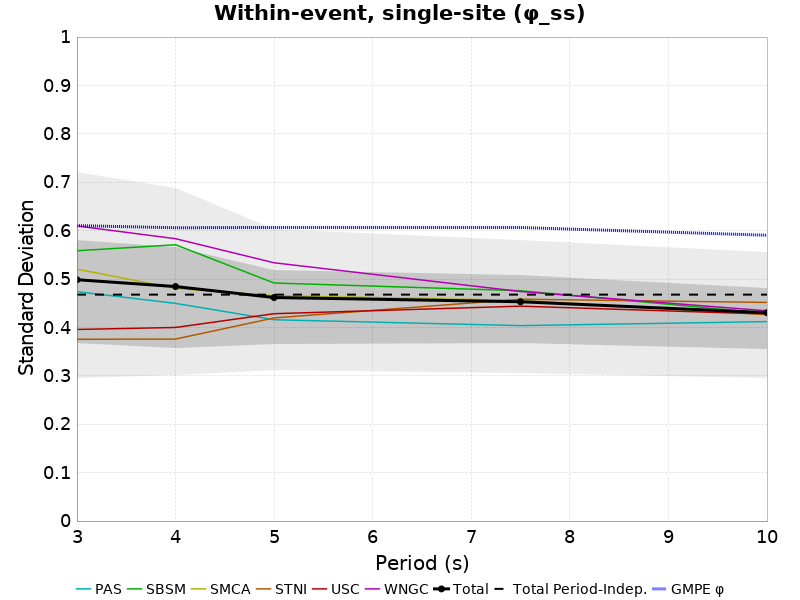 Within-event, single-site (φ_ss)
Standard Deviation
1
0.9
0.8
0.7
0.6
0.5
0.4
0.3
0.2
0.1
0
3 4 5 6 7 8 9 10
Period (s)
PAS SBSM SMCA STNI USC WNGC Total Total Period-Indep. GMPE φ